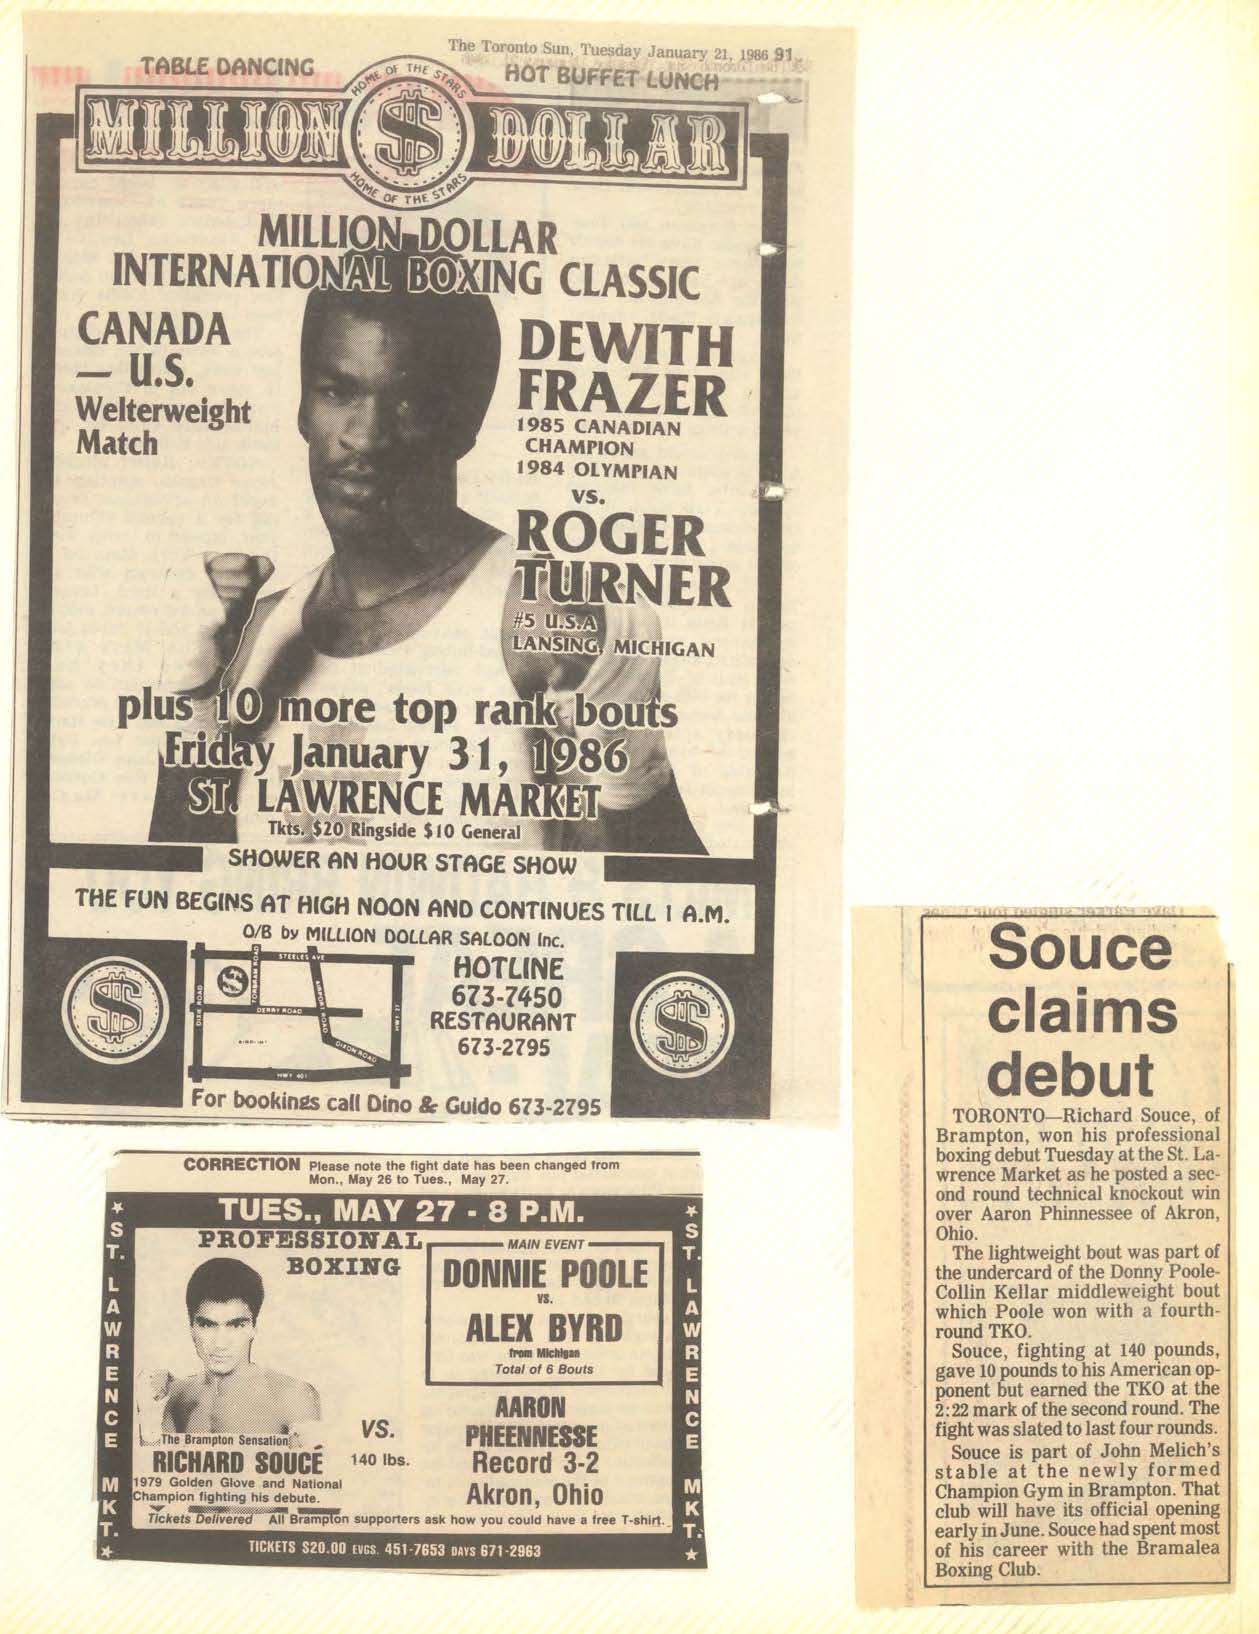 The Toronto Sun, Tuesday January 21, 1986 91
TABLE DANCING
HOT BUFFET LUNCH
HOME OF THE STARS
MILLION $ DOLLAR
HOME OF THE STARS
MILLION DOLLAR
INTERNATIONAL BOXING CLASSIC
CANADA
— U.S.
Welterweight
Match
DEWITH
FRAZER
1985 CANADIAN
CHAMPION
1984 OLYMPIAN
VS.
ROGER
TURNER
#5 U.S.A
LANSING, MICHIGAN
plus 10 more top rank bouts
Friday January 31, 1986
ST. LAWRENCE MARKET
Tkts. $20 Ringside $10 General
SHOWER AN HOUR STAGE SHOW
THE FUN BEGINS AT HIGH NOON AND CONTINUES TILL 1 A.M.
O/B by MILLION DOLLAR SALOON Inc.
$
STEELES AVE
TORBRAM ROAD
$
DIXIE ROAD
DERRY ROAD
AIRPORT ROAD
HWY 27
DIXON ROAD
HWY 401
HOTLINE
673-7450
RESTAURANT
673-2795
$
For bookings call Dino & Guido 673-2795
CORRECTION Please note the fight date has been changed from
Mon., May 26 to Tues., May 27.
TUES., MAY 27 - 8 P.M.
ST. LAWRENCE MKT.
PROFESSIONAL
BOXING
MAIN EVENT
DONNIE POOLE
vs.
ALEX BYRD
from Michigan
Total of 6 Bouts
The Brampton Sensation
RICHARD SOUCÉ
VS.
140 lbs.
AARON
PHEENNESSE
Record 3-2
Akron, Ohio
1979 Golden Glove and National
Champion fighting his debute.
Tickets Delivered All Brampton supporters ask how you could have a free T-shirt.
TICKETS $20.00 EVGS. 451-7653 DAYS 671-2963
ST. LAWRENCE MKT.
Souce
claims
debut
TORONTO—Richard Souce, of
Brampton, won his professional
boxing debut Tuesday at the St. La-
wrence Market as he posted a sec-
ond round technical knockout win
over Aaron Phinnessee of Akron,
Ohio.
The lightweight bout was part of
the undercard of the Donny Poole-
Collin Kellar middleweight bout
which Poole won with a fourth-
round TKO.
Souce, fighting at 140 pounds,
gave 10 pounds to his American op-
ponent but earned the TKO at the
2:22 mark of the second round. The
fight was slated to last four rounds.
Souce is part of John Melich's
stable at the newly formed
Champion Gym in Brampton. That
club will have its official opening
early in June. Souce had spent most
of his career with the Bramalea
Boxing Club.